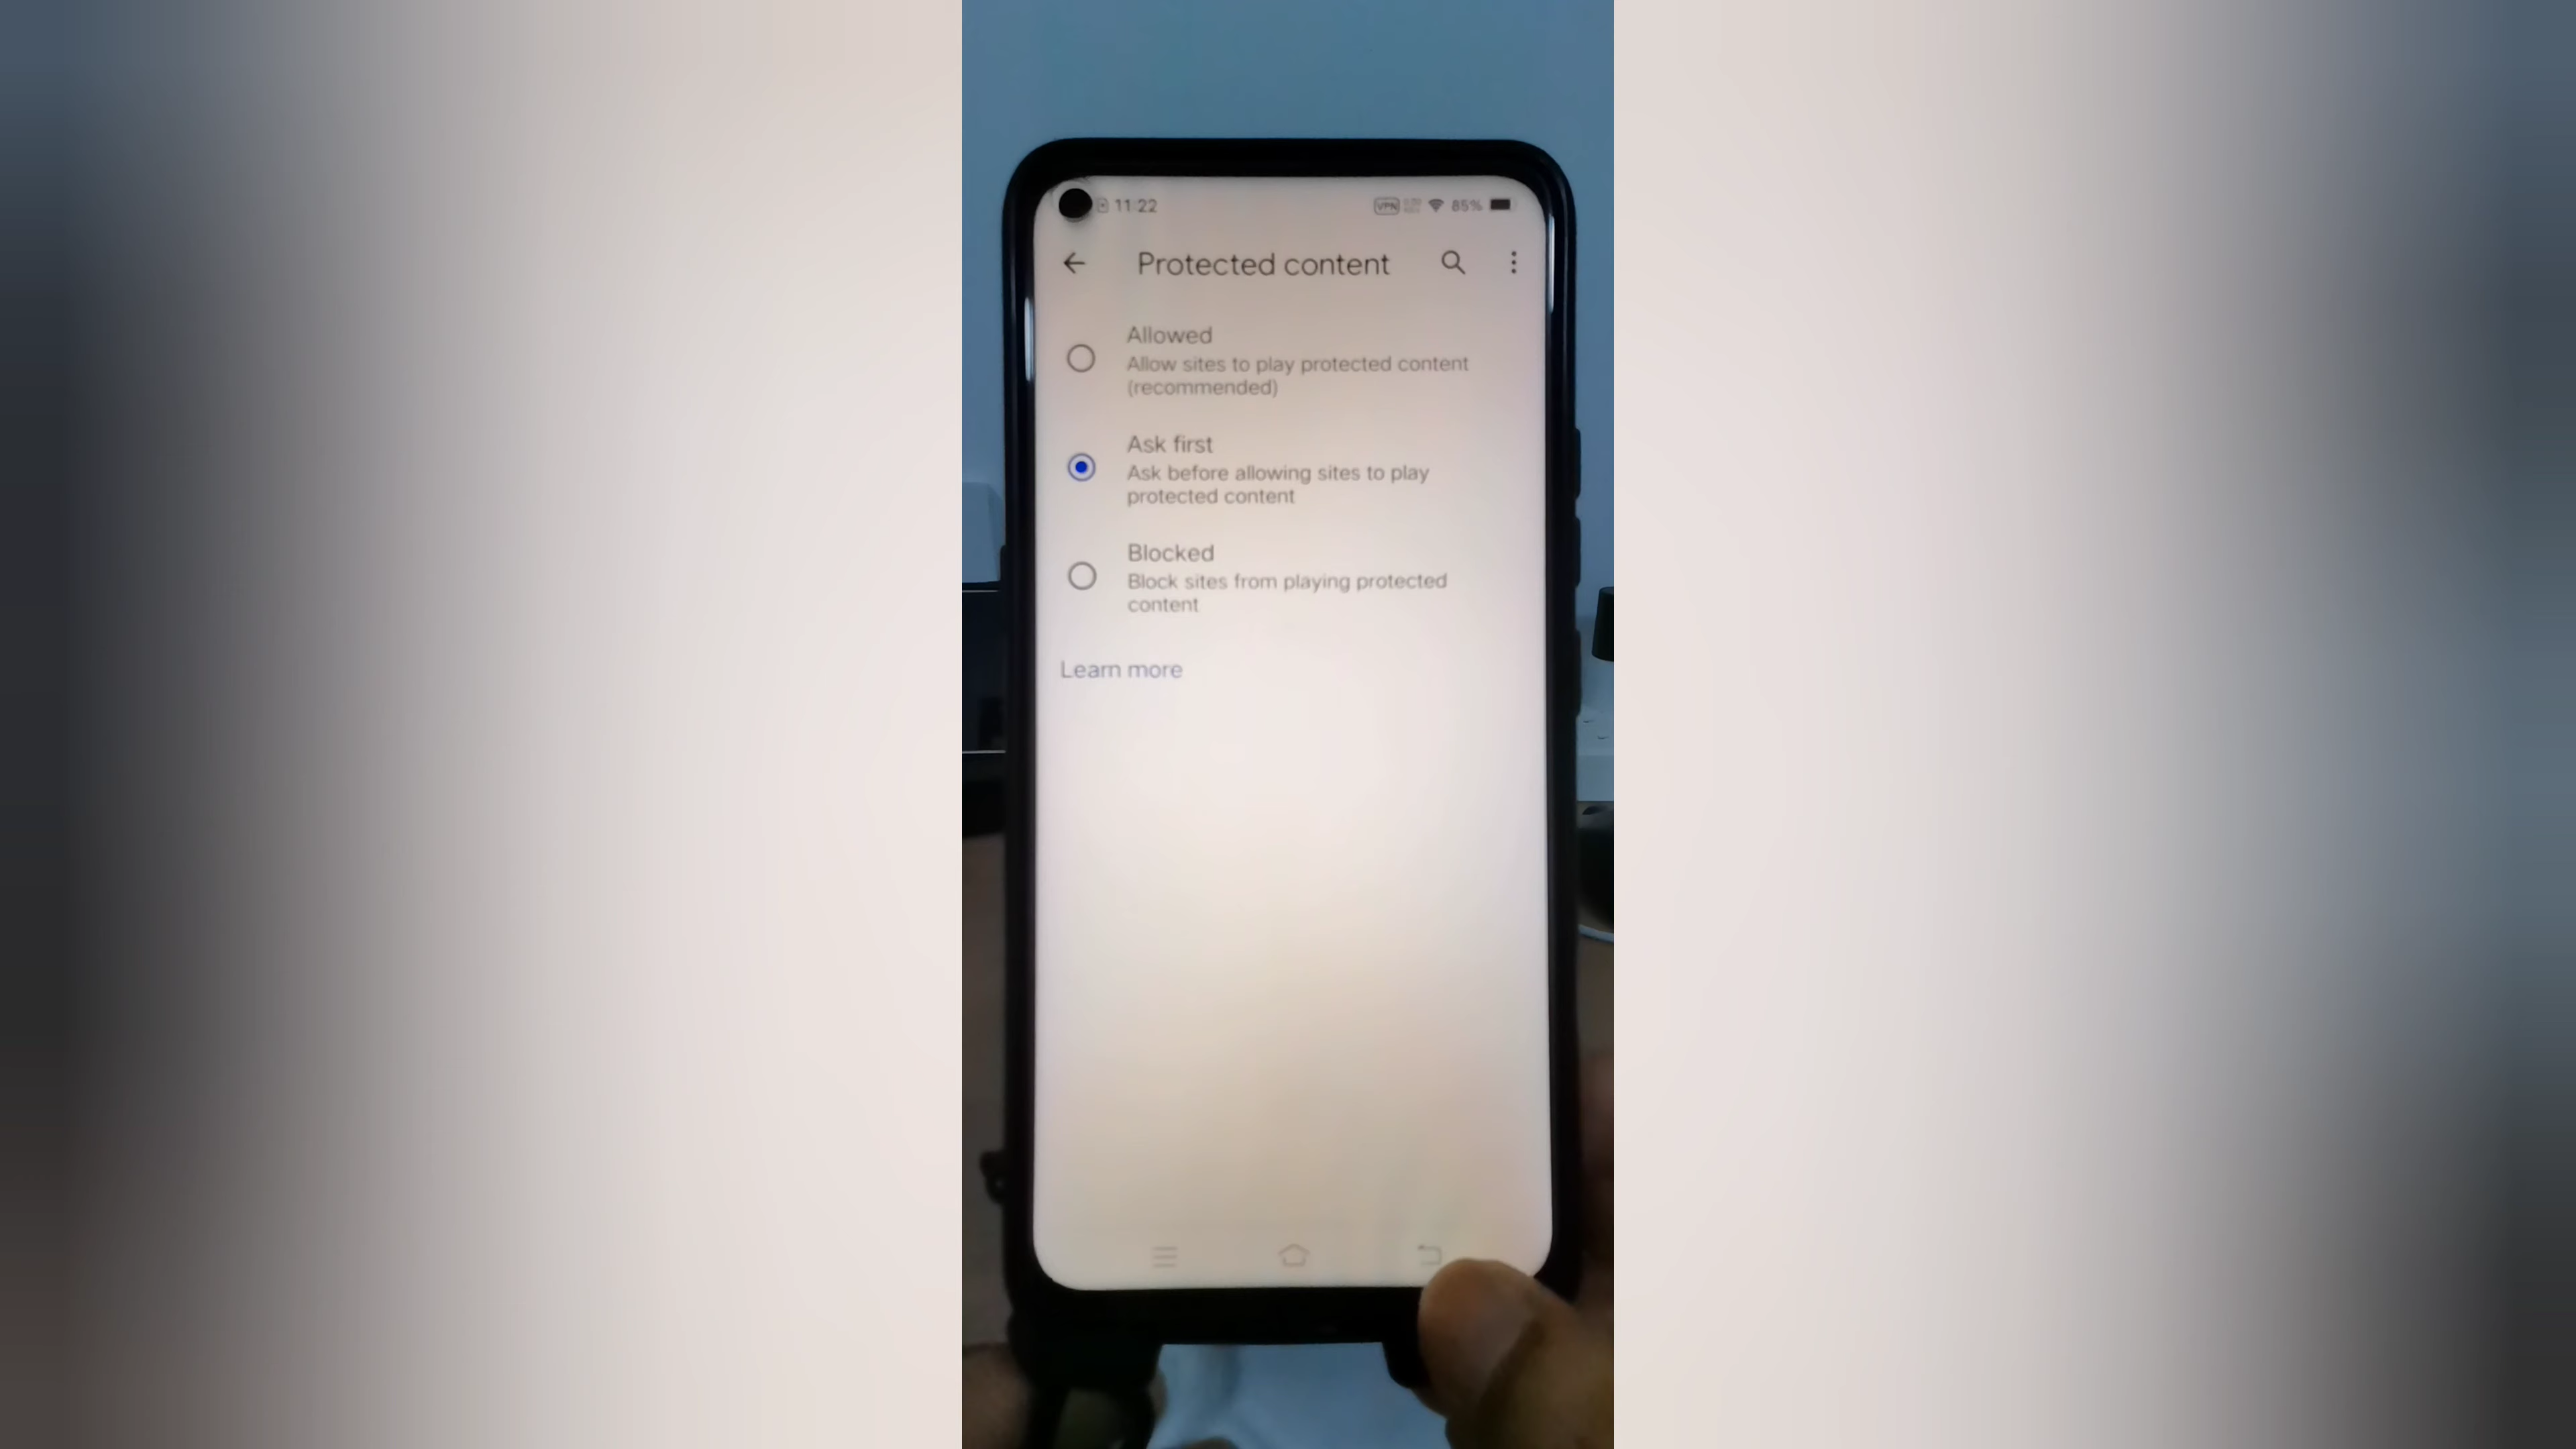 11:22 VPN 85%
Protected content
Allowed
Allow sites to play protected content
(recommended)
Ask first
Ask before allowing sites to play
protected content
Blocked
Block sites from playing protected
content
Learn more